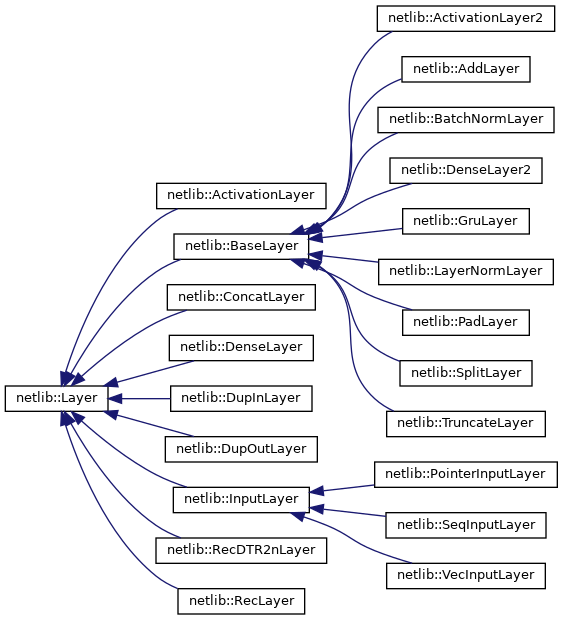 netlib::ActivationLayer2
netlib::AddLayer
netlib::BatchNormLayer
netlib::DenseLayer2
netlib::ActivationLayer
netlib::GruLayer
netlib::BaseLayer
netlib::LayerNormLayer
netlib::ConcatLayer
netlib::PadLayer
netlib::DenseLayer
netlib::SplitLayer
netlib::Layer
netlib::DupInLayer
netlib::TruncateLayer
netlib::DupOutLayer
netlib::PointerInputLayer
netlib::InputLayer
netlib::SeqInputLayer
netlib::RecDTR2nLayer
netlib::VecInputLayer
netlib::RecLayer